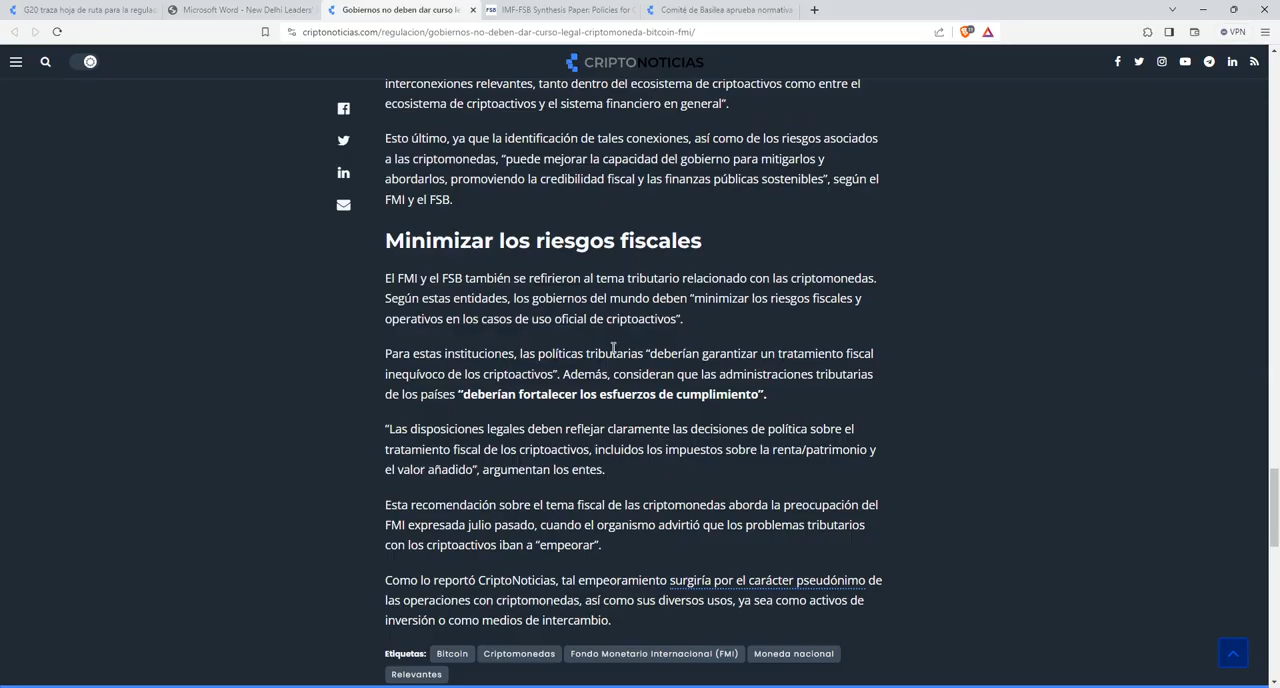 G20 traza hoja de ruta para la regula
Microsoft Word - New Delhi Leaders'
Gobiernos no deben dar curso le
FSB IMF-FSB Synthesis Paper: Policies for C
Comité de Basilea aprueba normativa
criptonoticias.com/regulacion/gobiernos-no-deben-dar-curso-legal-criptomoneda-bitcoin-fmi/
VPN
CRIPTONOTICIAS
interconexiones relevantes, tanto dentro del ecosistema de criptoactivos como entre el
ecosistema de criptoactivos y el sistema financiero en general”.
Esto último, ya que la identificación de tales conexiones, así como de los riesgos asociados
a las criptomonedas, “puede mejorar la capacidad del gobierno para mitigarlos y
abordarlos, promoviendo la credibilidad fiscal y las finanzas públicas sostenibles”, según el
FMI y el FSB.
Minimizar los riesgos fiscales
El FMI y el FSB también se refirieron al tema tributario relacionado con las criptomonedas.
Según estas entidades, los gobiernos del mundo deben “minimizar los riesgos fiscales y
operativos en los casos de uso oficial de criptoactivos”.
Para estas instituciones, las políticas tributarias “deberían garantizar un tratamiento fiscal
inequívoco de los criptoactivos”. Además, consideran que las administraciones tributarias
de los países “deberían fortalecer los esfuerzos de cumplimiento”.
“Las disposiciones legales deben reflejar claramente las decisiones de política sobre el
tratamiento fiscal de los criptoactivos, incluidos los impuestos sobre la renta/patrimonio y
el valor añadido”, argumentan los entes.
Esta recomendación sobre el tema fiscal de las criptomonedas aborda la preocupación del
FMI expresada julio pasado, cuando el organismo advirtió que los problemas tributarios
con los criptoactivos iban a “empeorar”.
Como lo reportó CriptoNoticias, tal empeoramiento surgiría por el carácter pseudónimo de
las operaciones con criptomonedas, así como sus diversos usos, ya sea como activos de
inversión o como medios de intercambio.
Etiquetas: Bitcoin Criptomonedas Fondo Monetario Internacional (FMI) Moneda nacional
Relevantes